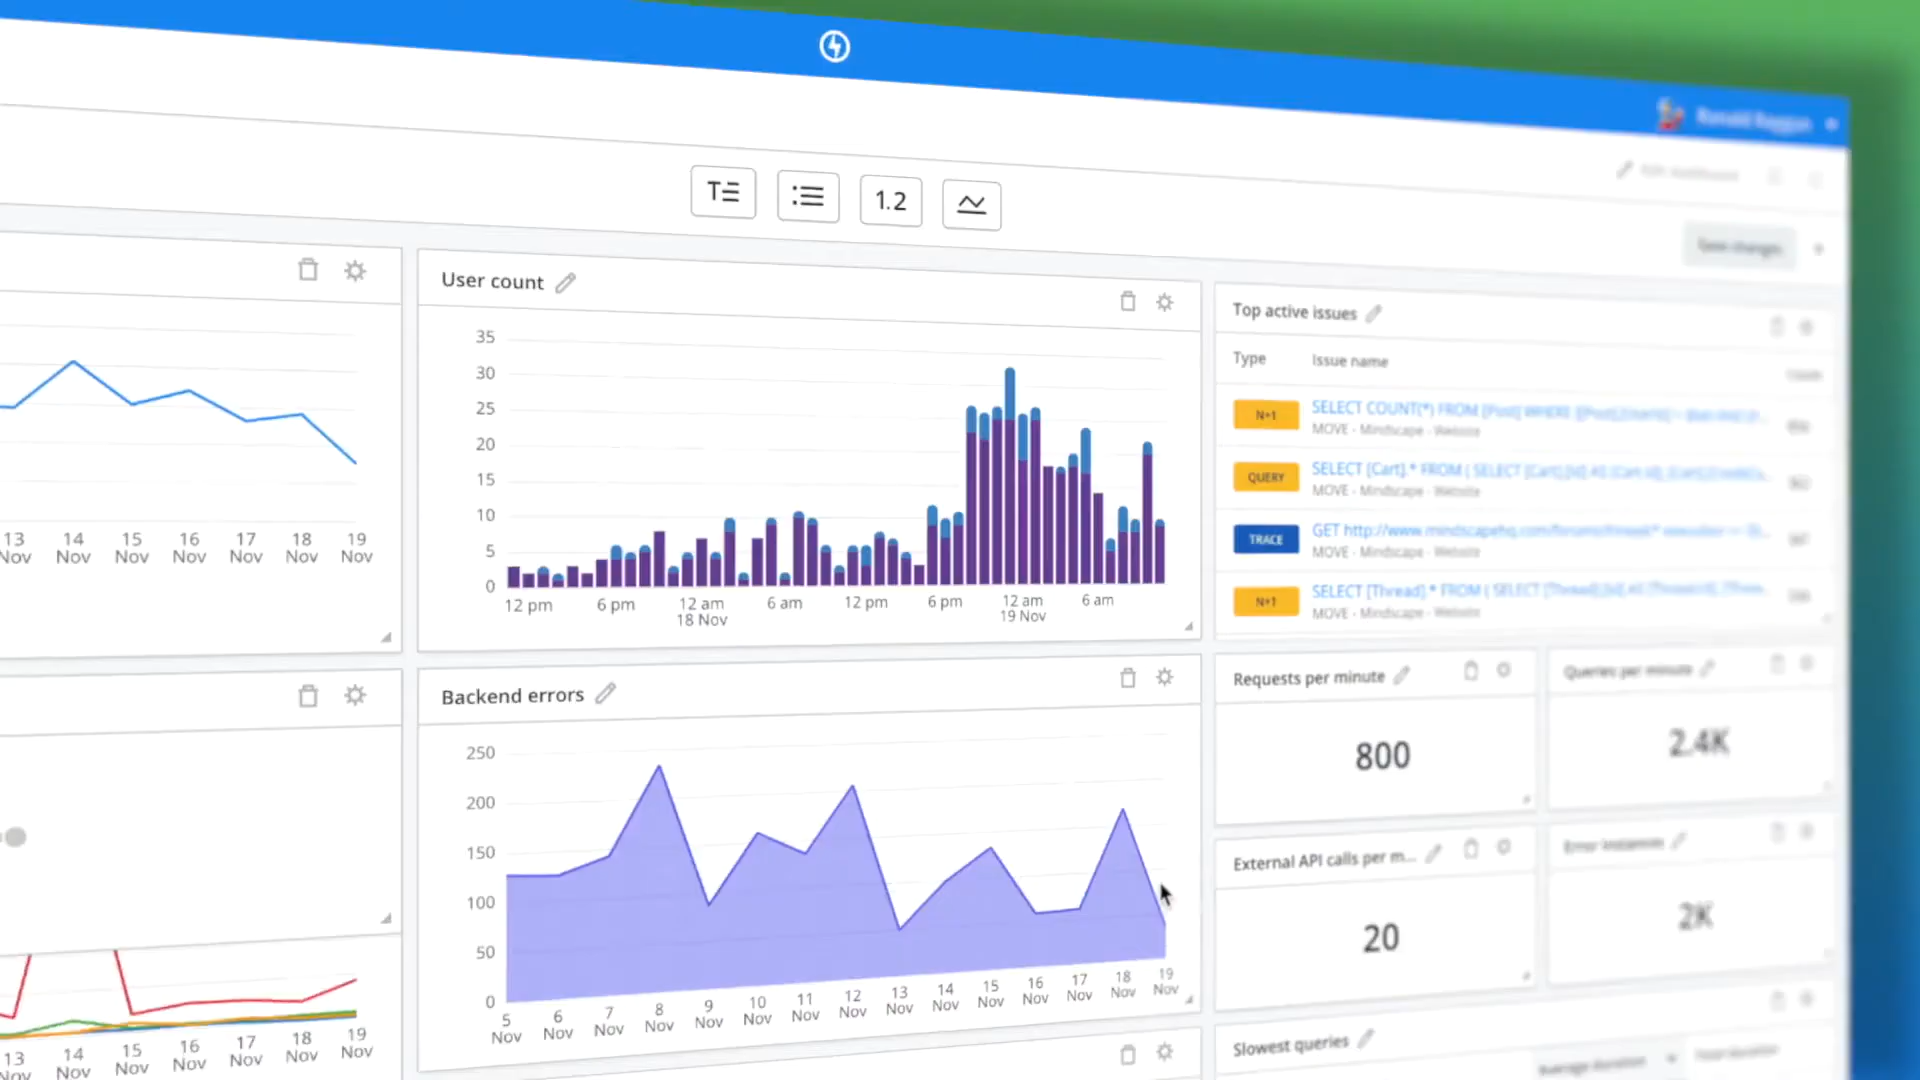 1.2
User count
35
30
25
20
15
10
5
0
12 pm
6 pm
12 am
18 Nov
6 am
12 pm
6 pm
12 am
19 Nov
6 am
13
Nov
14
Nov
15
Nov
16
Nov
17
Nov
18
Nov
19
Nov
Top active issues
Type
Issue name
N+1
SELECT COUNT(*) FROM [Post] WHERE
MOVE - Mindscape - Website
QUERY
SELECT [Cart].* FROM ( SELECT
MOVE - Mindscape - Website
TRACE
GET http://www.mindscapehq.com/forums/
MOVE - Mindscape - Website
N+1
SELECT [Thread].* FROM ( SELECT
MOVE - Mindscape - Website
Backend errors
250
200
150
100
50
0
5
Nov
6
Nov
7
Nov
8
Nov
9
Nov
10
Nov
11
Nov
12
Nov
13
Nov
14
Nov
15
Nov
16
Nov
17
Nov
18
Nov
19
Nov
Requests per minute
800
Queries per minute
2.4K
External API calls per m...
20
2K
Slowest queries
13
Nov
14
Nov
15
Nov
16
Nov
17
Nov
18
Nov
19
Nov